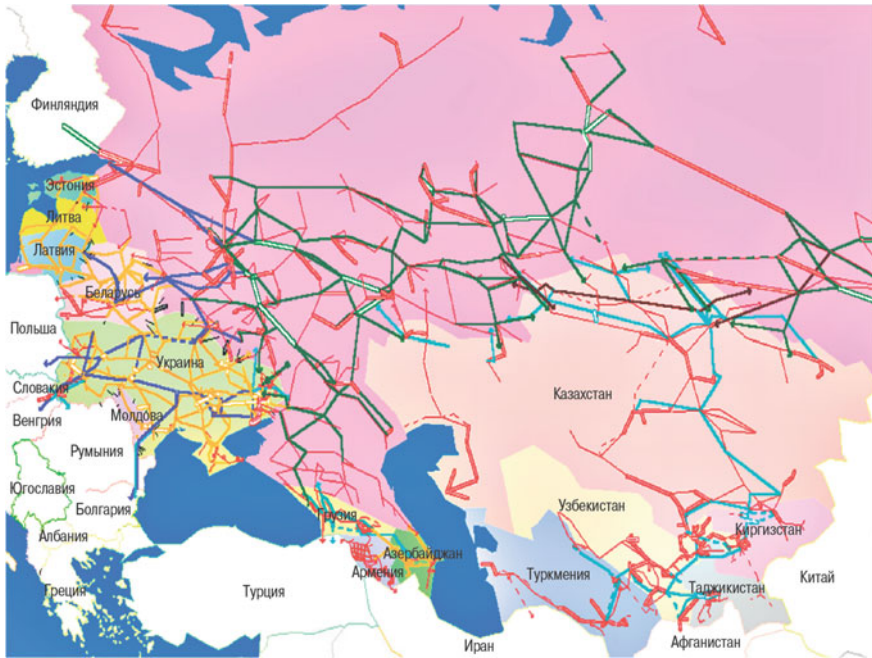 Финляндия
Эстония
Литва
Латвия
Беларусь
Польша
Украина
Словакия
Казахстан
Венгрия
Молдова
Румыния
Югославия
Болгария
Узбекистан
Грузия
Киргизстан
Албания
Азербайджан
Армения
Туркмения
Таджикистан
Китай
Греция
Турция
Иран
Афганистан